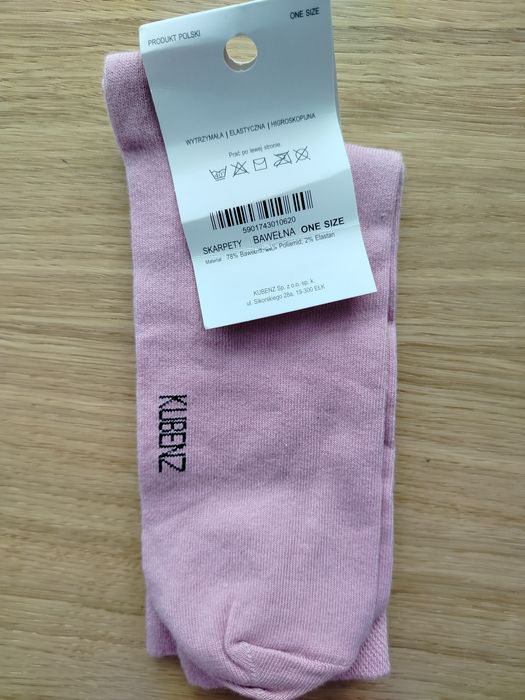 PRODUKT POLSKI
ONE SIZE
WYTRZYMAŁA | ELASTYCZNA | HIGROSKOPIJNA
Prać po lewej stronie.
5901743010620
SKARPETY BAWEŁNA ONE SIZE
Materiał 78% Bawełna, Poliamid, 2% Elastan
KUBENZ Sp. z o.o. sp. k.
ul. Sikorskiego 28a, 19-300 EŁK
KUBENZ